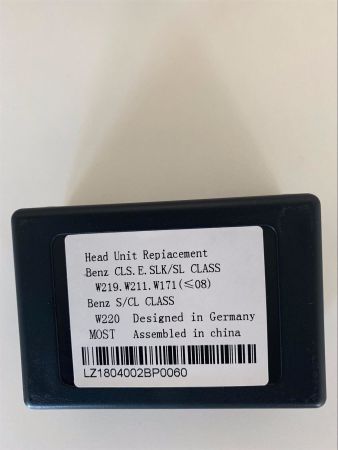 Head Unit Repiacement
Benz CLS.E.SLK/SL CLASS
W219.W211.W171(≤08)
Benz S/CL CLASS
W220 Designed in Germany
MOST Assembled in china
LZ1804002BP0060